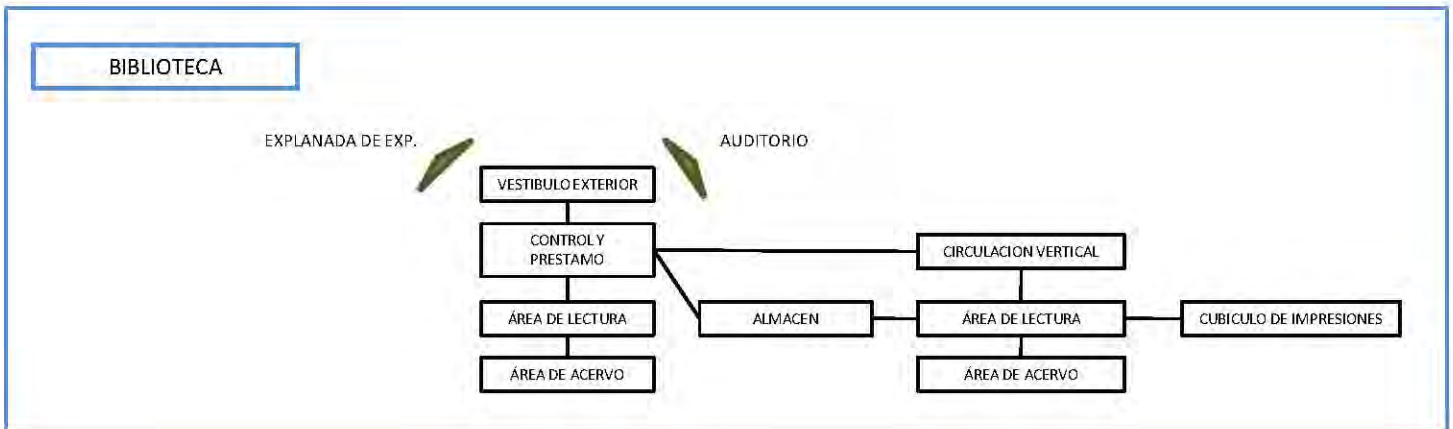 BIBLIOTECA
EXPLANADA DE EXP.
AUDITORIO
VESTIBULO EXTERIOR
CONTROL Y
PRESTAMO
CIRCULACION VERTICAL
ÁREA DE LECTURA
ALMACEN
ÁREA DE LECTURA
CUBICULO DE IMPRESIONES
ÁREA DE ACERVO
ÁREA DE ACERVO